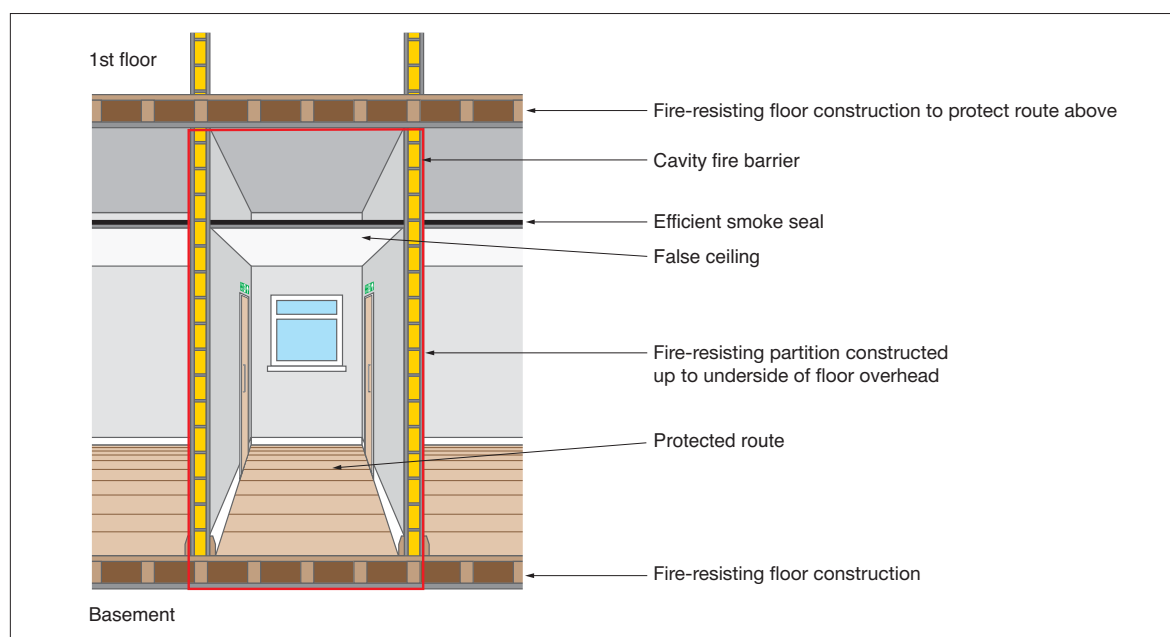 1st floor
Fire-resisting floor construction to protect route above
Cavity fire barrier
Efficient smoke seal
False ceiling
Fire-resisting partition constructed
up to underside of floor overhead
Protected route
Fire-resisting floor construction
Basement